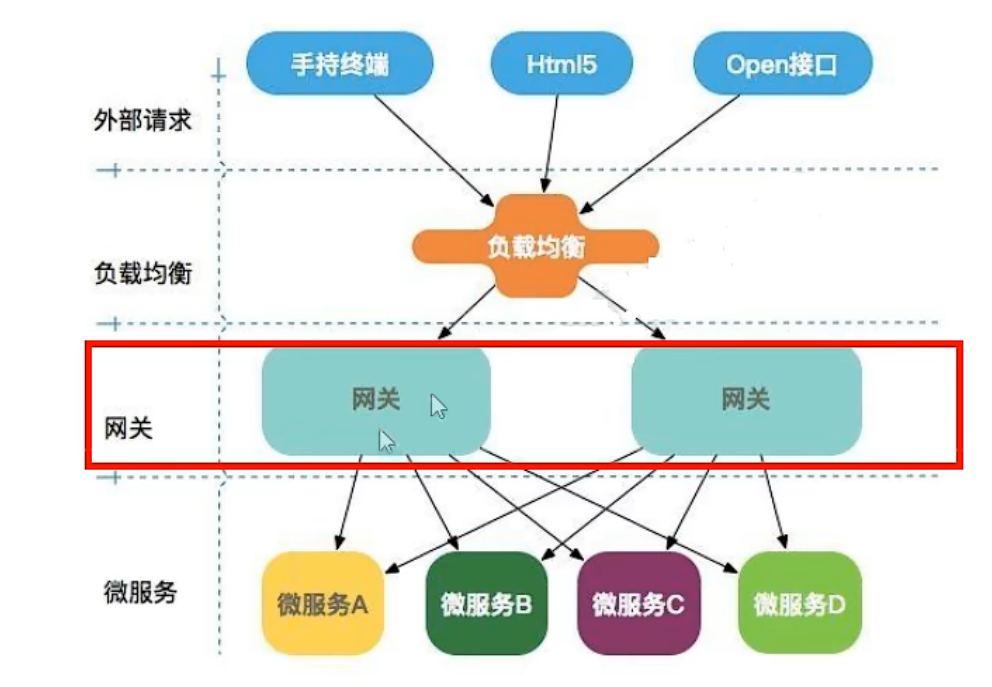 手持终端
Html5
Open接口
外部请求
负载均衡
负载均衡
网关
网关
网关
微服务
微服务A
微服务B
微服务C
微服务D